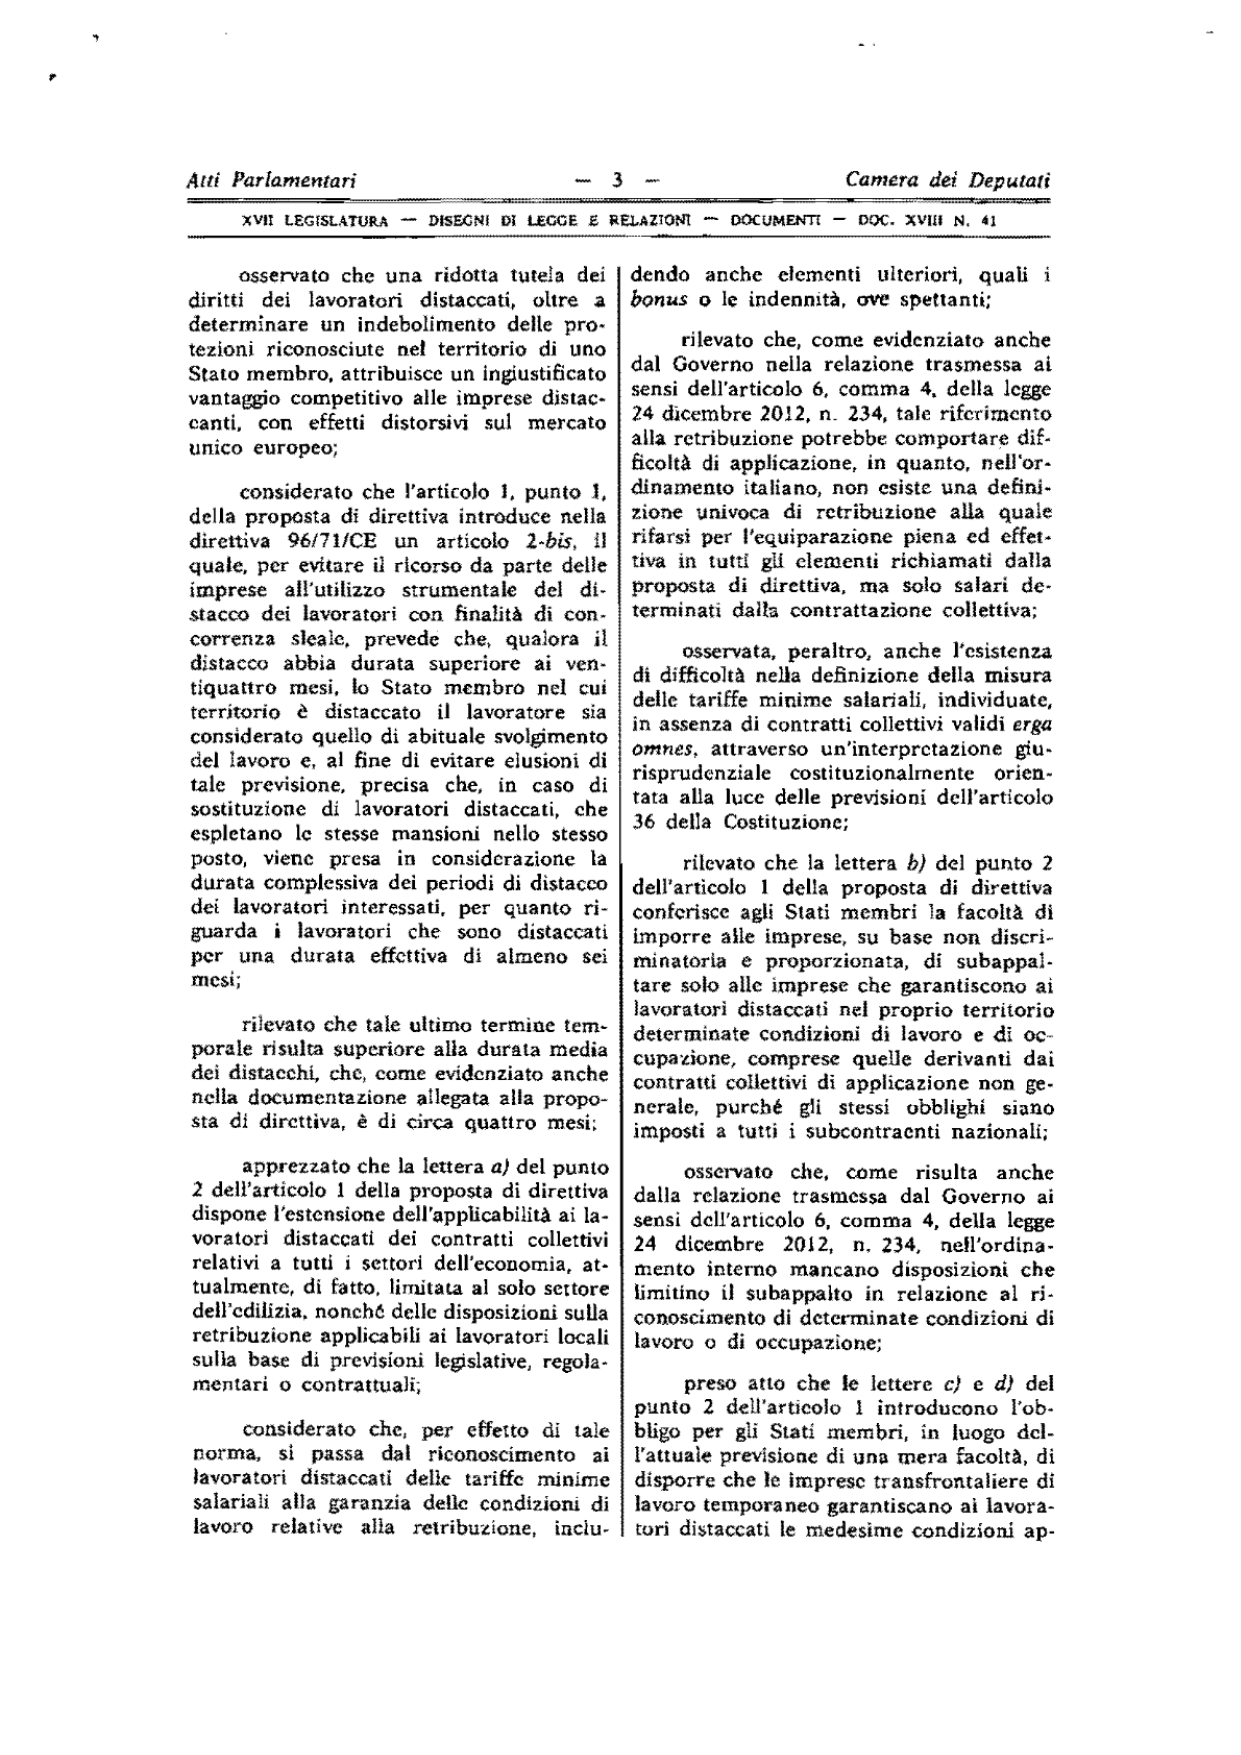 Atti Parlamentari — 3 — Camera dei Deputati
XVII LEGISLATURA — DISEGNI DI LEGGE E RELAZIONI — DOCUMENTI — DOC. XVIII N. 41
osservato che una ridotta tutela dei
diritti dei lavoratori distaccati, oltre a
determinare un indebolimento delle pro-
tezioni riconosciute nel territorio di uno
Stato membro, attribuisce un ingiustificato
vantaggio competitivo alle imprese distac-
canti, con effetti distorsivi sul mercato
unico europeo;
considerato che l'articolo 1, punto 1,
della proposta di direttiva introduce nella
direttiva 96/71/CE un articolo 2-bis, il
quale, per evitare il ricorso da parte delle
imprese all'utilizzo strumentale del di-
stacco dei lavoratori con finalità di con-
correnza sleale, prevede che, qualora il
distacco abbia durata superiore ai ven-
tiquattro mesi, lo Stato membro nel cui
territorio è distaccato il lavoratore sia
considerato quello di abituale svolgimento
del lavoro e, al fine di evitare elusioni di
tale previsione, precisa che, in caso di
sostituzione di lavoratori distaccati, che
espletano le stesse mansioni nello stesso
posto, viene presa in considerazione la
durata complessiva dei periodi di distacco
dei lavoratori interessati, per quanto ri-
guarda i lavoratori che sono distaccati
per una durata effettiva di almeno sei
mesi;
rilevato che tale ultimo termine tem-
porale risulta superiore alla durata media
dei distacchi, che, come evidenziato anche
nella documentazione allegata alla propo-
sta di direttiva, è di circa quattro mesi;
apprezzato che la lettera a) del punto
2 dell'articolo 1 della proposta di direttiva
dispone l'estensione dell'applicabilità ai la-
voratori distaccati dei contratti collettivi
relativi a tutti i settori dell'economia, at-
tualmente, di fatto, limitata al solo settore
dell'edilizia, nonché delle disposizioni sulla
retribuzione applicabili ai lavoratori locali
sulla base di previsioni legislative, regola-
mentari o contrattuali;
considerato che, per effetto di tale
norma, si passa dal riconoscimento ai
lavoratori distaccati delle tariffe minime
salariali alla garanzia delle condizioni di
lavoro relative alla retribuzione, inclu-
dendo anche elementi ulteriori, quali i
bonus o le indennità, ove spettanti;
rilevato che, come evidenziato anche
dal Governo nella relazione trasmessa ai
sensi dell'articolo 6, comma 4, della legge
24 dicembre 2012, n. 234, tale riferimento
alla retribuzione potrebbe comportare dif-
ficoltà di applicazione, in quanto, nell'or-
dinamento italiano, non esiste una defini-
zione univoca di retribuzione alla quale
rifarsi per l'equiparazione piena ed effet-
tiva in tutti gli elementi richiamati dalla
proposta di direttiva, ma solo salari de-
terminati dalla contrattazione collettiva;
osservata, peraltro, anche l'esistenza
di difficoltà nella definizione della misura
delle tariffe minime salariali, individuate,
in assenza di contratti collettivi validi erga
omnes, attraverso un'interpretazione giu-
risprudenziale costituzionalmente orien-
tata alla luce delle previsioni dell'articolo
36 della Costituzione;
rilevato che la lettera b) del punto 2
dell'articolo 1 della proposta di direttiva
conferisce agli Stati membri la facoltà di
imporre alle imprese, su base non discri-
minatoria e proporzionata, di subappal-
tare solo alle imprese che garantiscono ai
lavoratori distaccati nel proprio territorio
determinate condizioni di lavoro e di oc-
cupazione, comprese quelle derivanti dai
contratti collettivi di applicazione non ge-
nerale, purché gli stessi obblighi siano
imposti a tutti i subcontraenti nazionali;
osservato che, come risulta anche
dalla relazione trasmessa dal Governo ai
sensi dell'articolo 6, comma 4, della legge
24 dicembre 2012, n. 234, nell'ordina-
mento interno mancano disposizioni che
limitino il subappalto in relazione al ri-
conoscimento di determinate condizioni di
lavoro o di occupazione;
preso atto che le lettere c) e d) del
punto 2 dell'articolo 1 introducono l'ob-
bligo per gli Stati membri, in luogo del-
l'attuale previsione di una mera facoltà, di
disporre che le imprese transfrontaliere di
lavoro temporaneo garantiscano ai lavora-
tori distaccati le medesime condizioni ap-